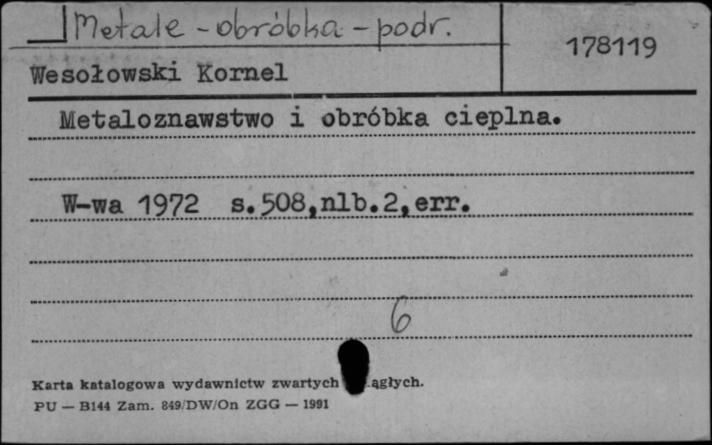 Metale - obróbka - podr.
178119
Wesołowski Kornel
Metaloznawstwo i obróbka cieplna.
W-wa 1972 s.508,nlb.2,err.
6
Karta katalogowa wydawnictw zwartych ągłych.
PU — B144 Zam. 849/DW/On ZGG — 1991